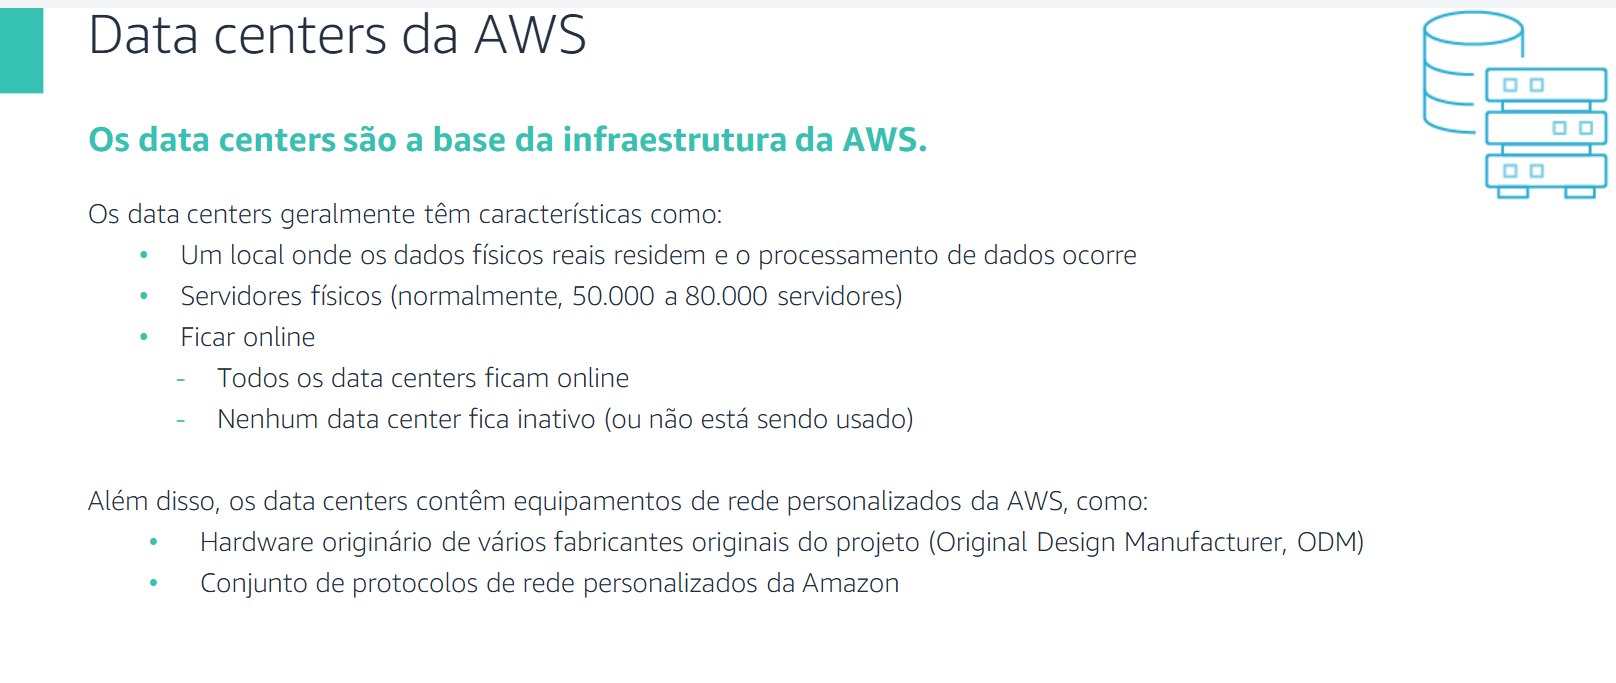 Data centers da AWS
Os data centers são a base da infraestrutura da AWS.
Os data centers geralmente têm características como:
• Um local onde os dados físicos reais residem e o processamento de dados ocorre
• Servidores físicos (normalmente, 50.000 a 80.000 servidores)
• Ficar online
- Todos os data centers ficam online
- Nenhum data center fica inativo (ou não está sendo usado)
Além disso, os data centers contêm equipamentos de rede personalizados da AWS, como:
• Hardware originário de vários fabricantes originais do projeto (Original Design Manufacturer, ODM)
• Conjunto de protocolos de rede personalizados da Amazon